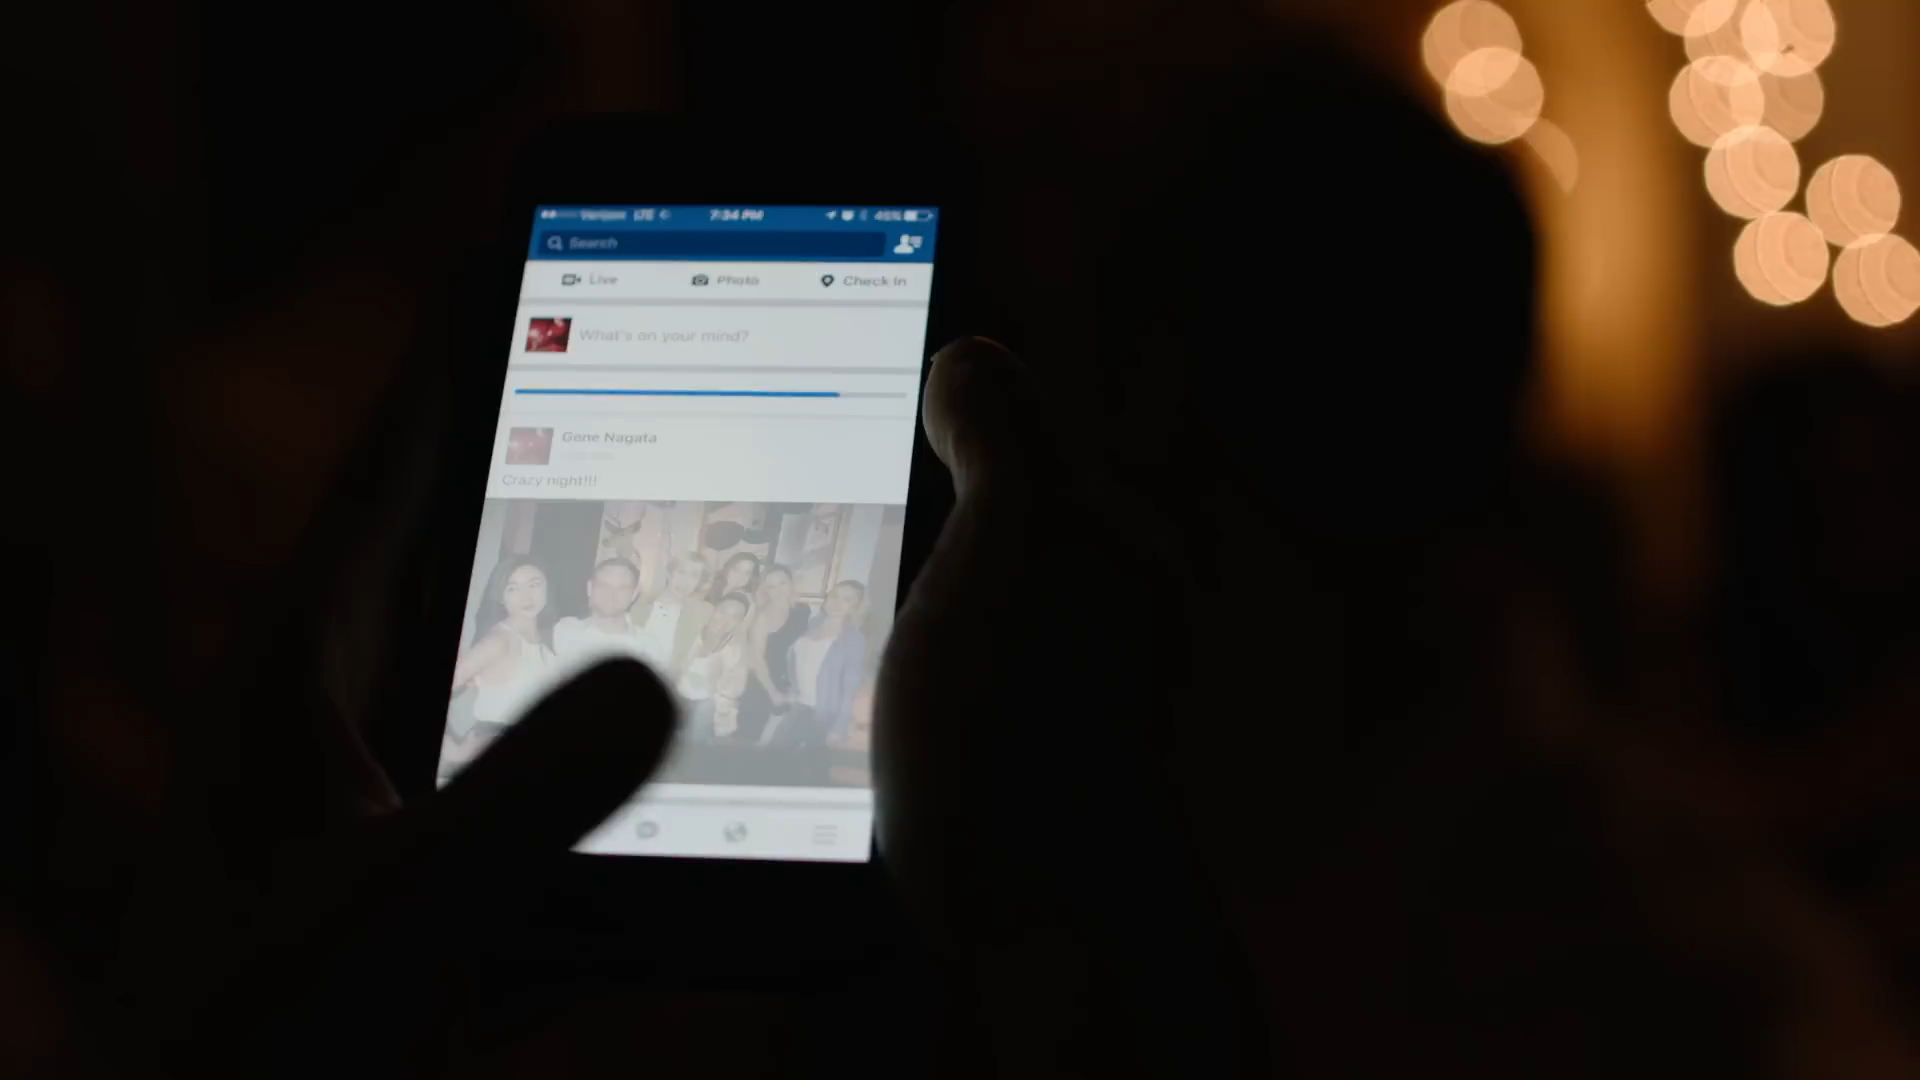 Verizon LTE 7:34 PM 45%
Search
Live Photo Check In
What's on your mind?
Gene Nagata
Crazy night!!!